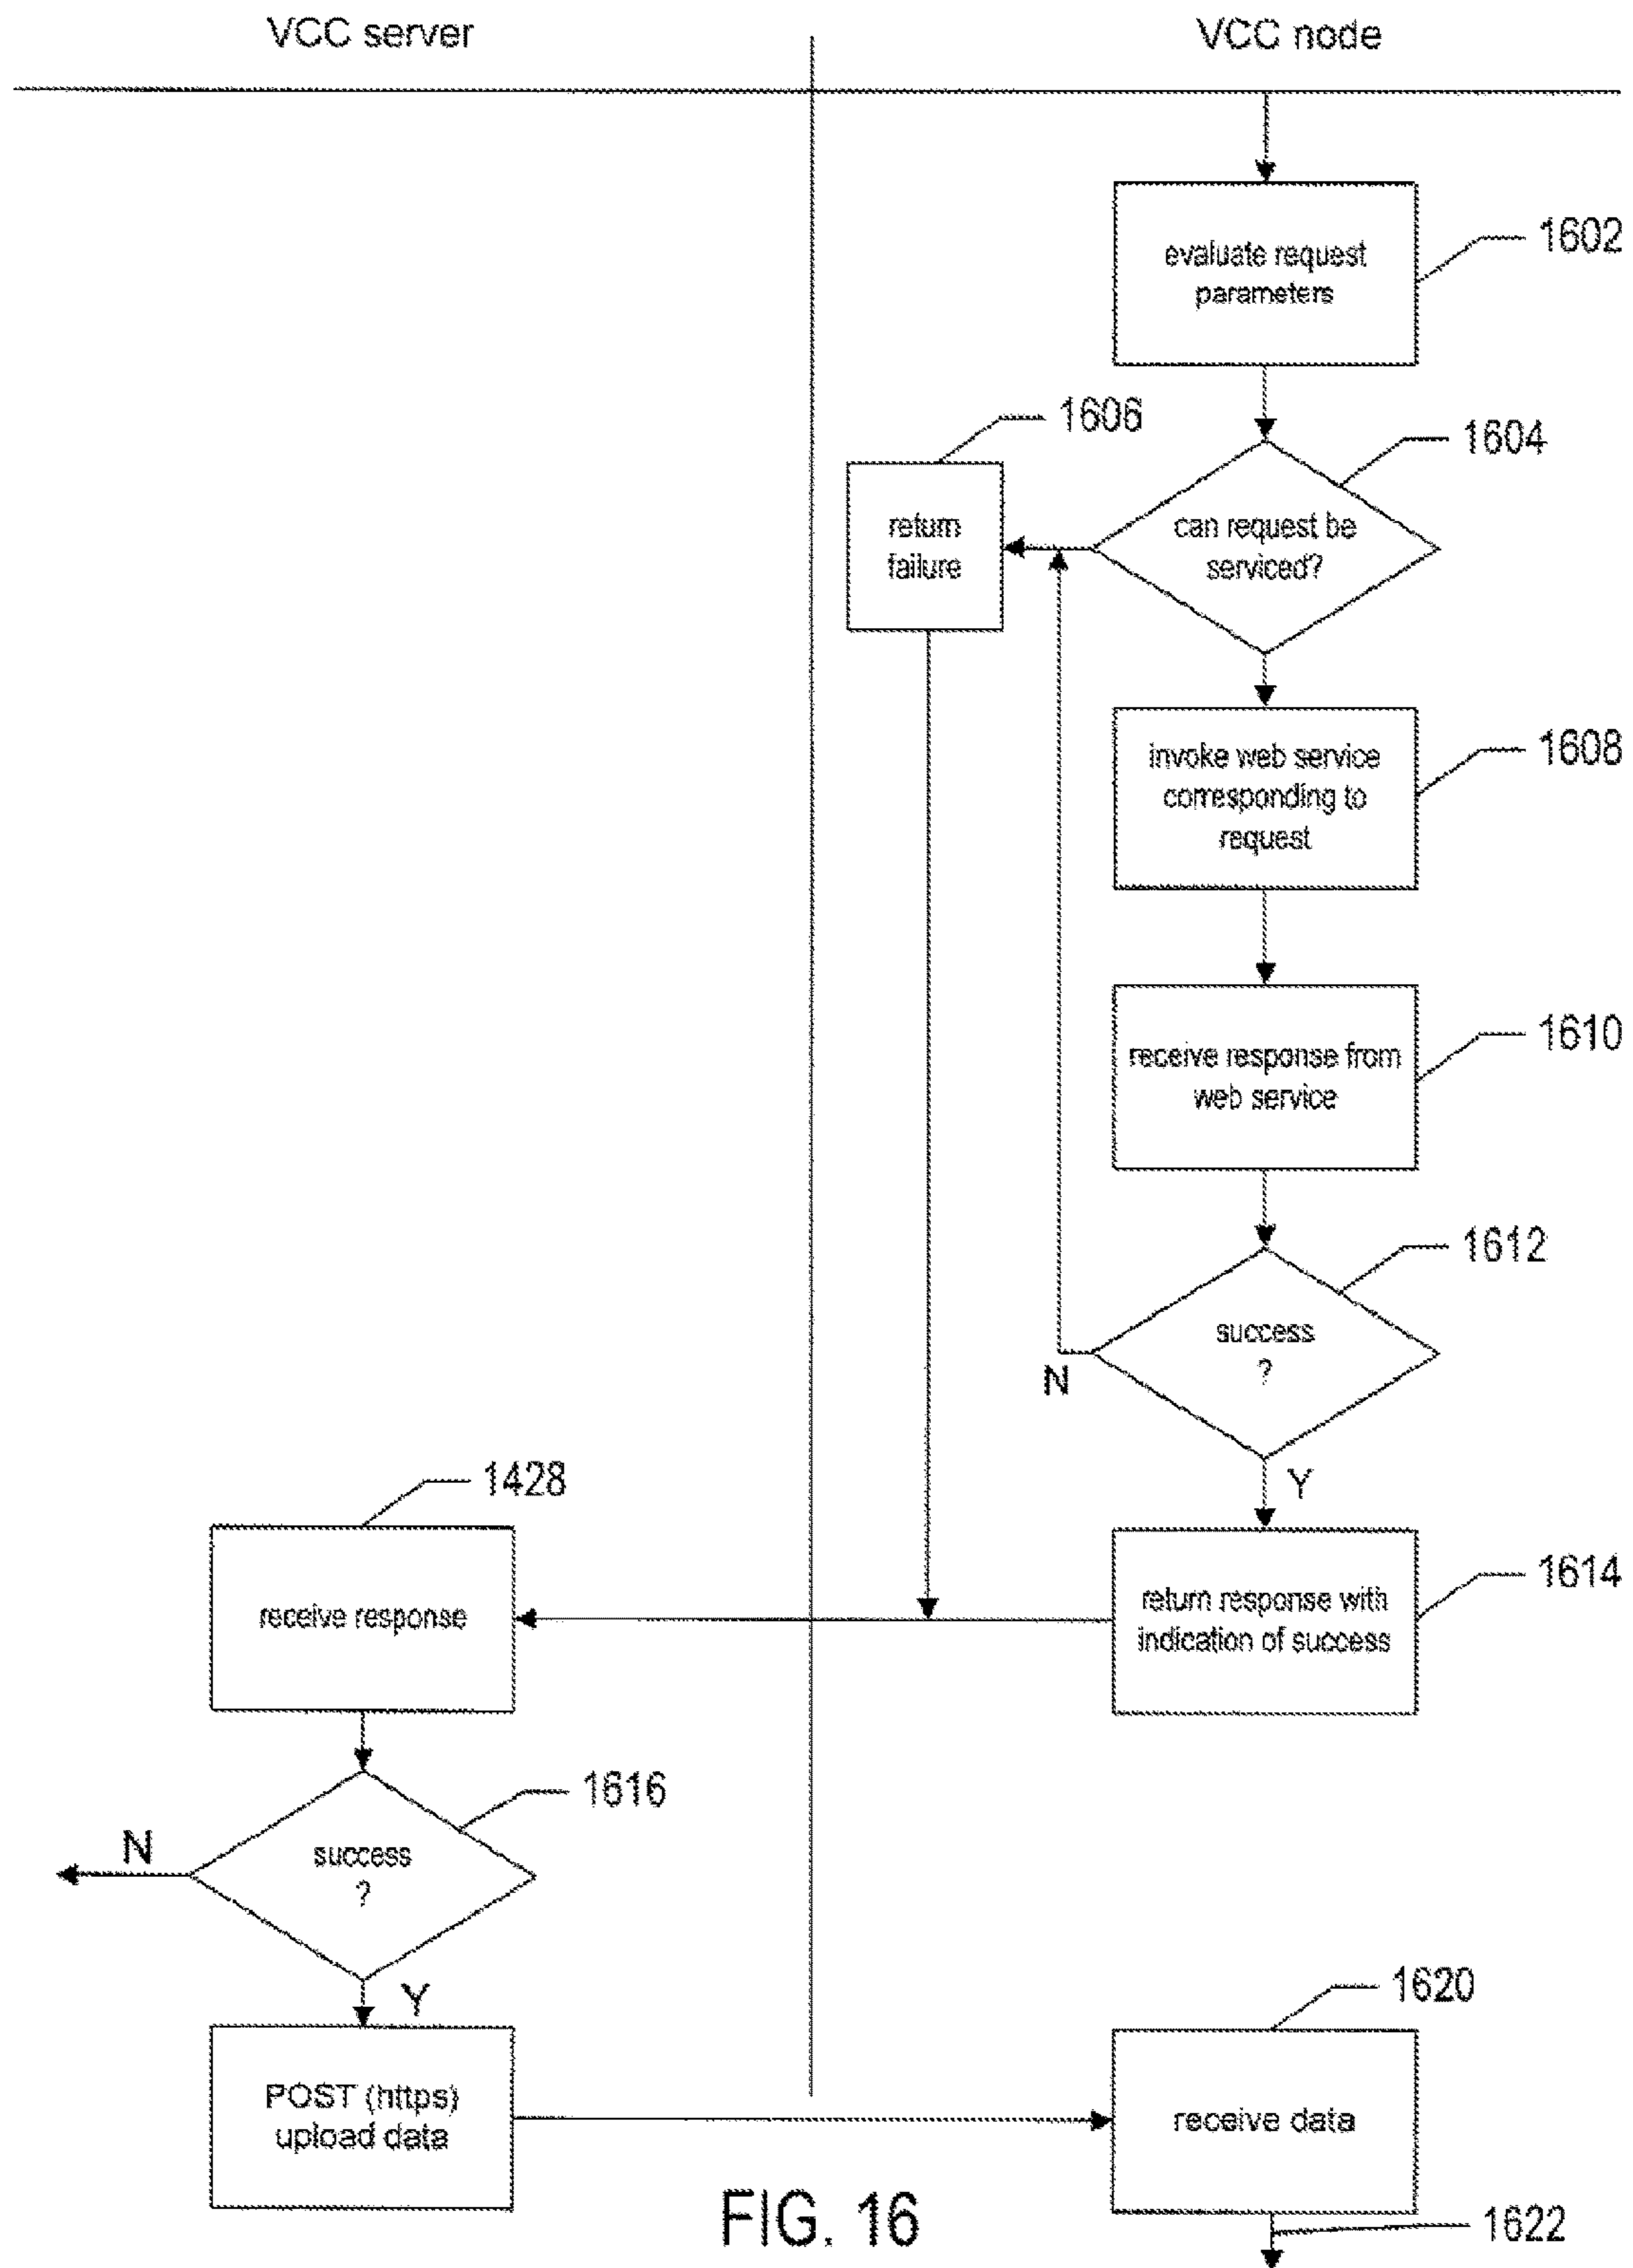 VCC server
VCC node
evaluate request
parameters
1602
1606
1604
return
failure
can request be
serviced?
invoke web service
corresponding to
request
1608
receive response from
web service
1610
1612
success
?
N
Y
1428
receive response
return response with
indication of success
1614
1616
success
?
N
Y
POST (https)
upload data
1620
receive data
1622
FIG. 16